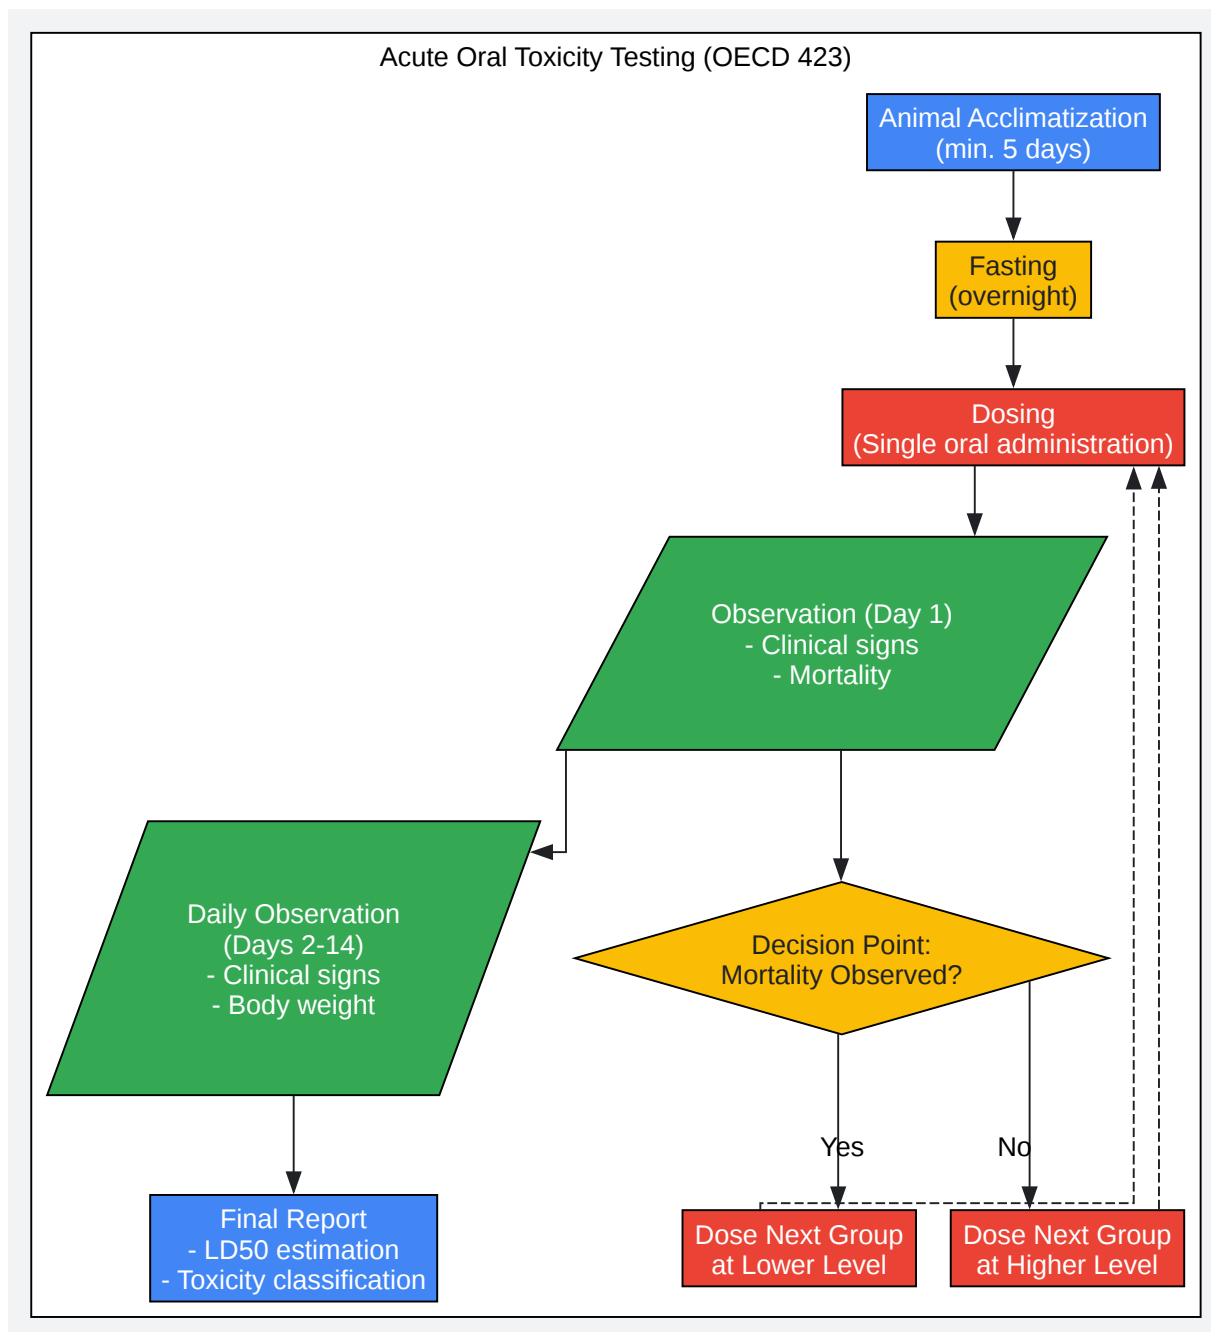 Acute Oral Toxicity Testing (OECD 423)
Animal Acclimatization
(min. 5 days)
Fasting
(overnight)
Dosing
(Single oral administration)
Observation (Day 1)
- Clinical signs
- Mortality
Daily Observation
(Days 2-14)
- Clinical signs
- Body weight
Decision Point:
Mortality Observed?
Yes
No
Final Report
- LD50 estimation
- Toxicity classification
Dose Next Group
at Lower Level
Dose Next Group
at Higher Level